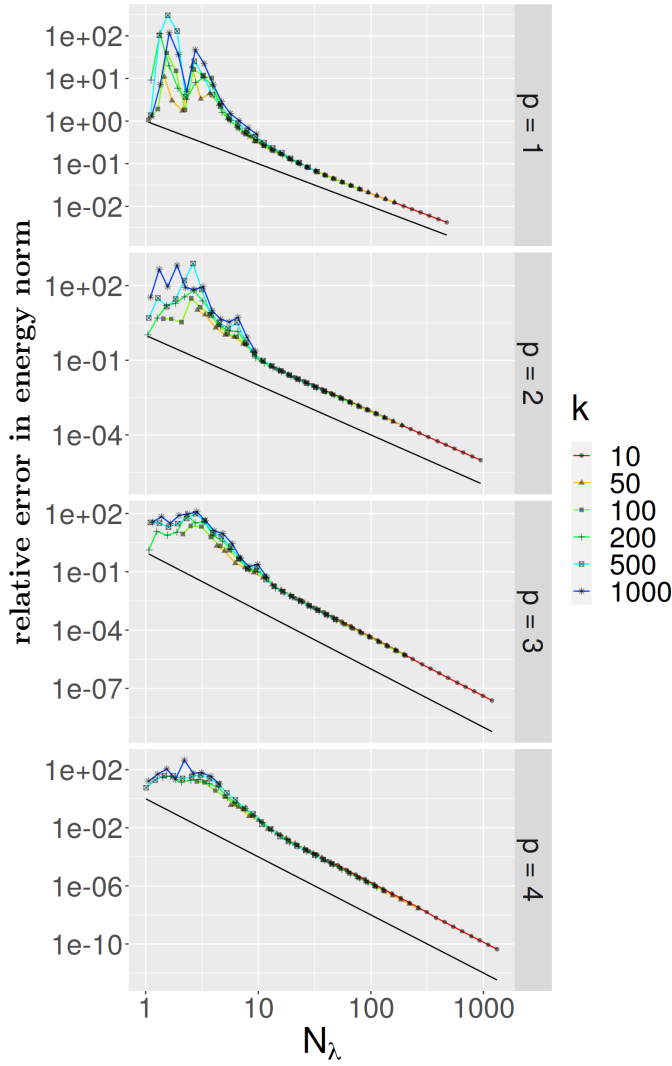 relative error in energy norm
1e+02
1e+01
1e+00
1e-01
1e-02
p = 1
1e+02
1e-01
1e-04
p = 2
1e+02
1e-01
1e-04
1e-07
p = 3
1e+02
1e-02
1e-06
1e-10
p = 4
1 10 100 1000
Nλ
k
10
50
100
200
500
1000